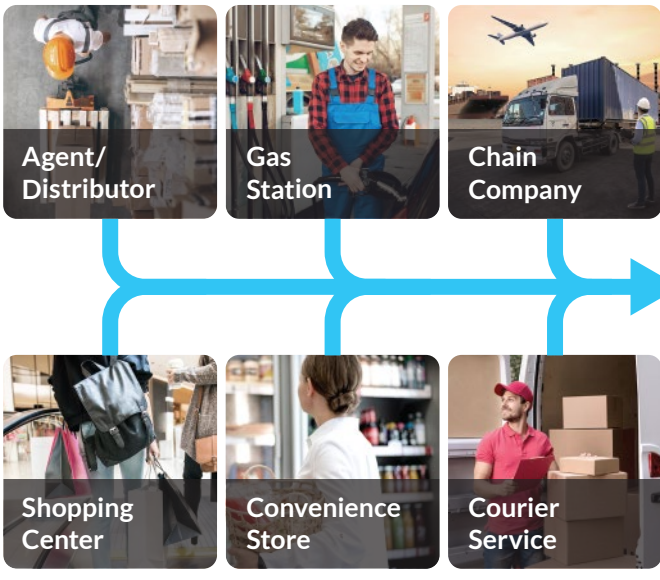 Agent/
Distributor
Gas
Station
Chain
Company
Shopping
Center
Convenience
Store
Courier
Service